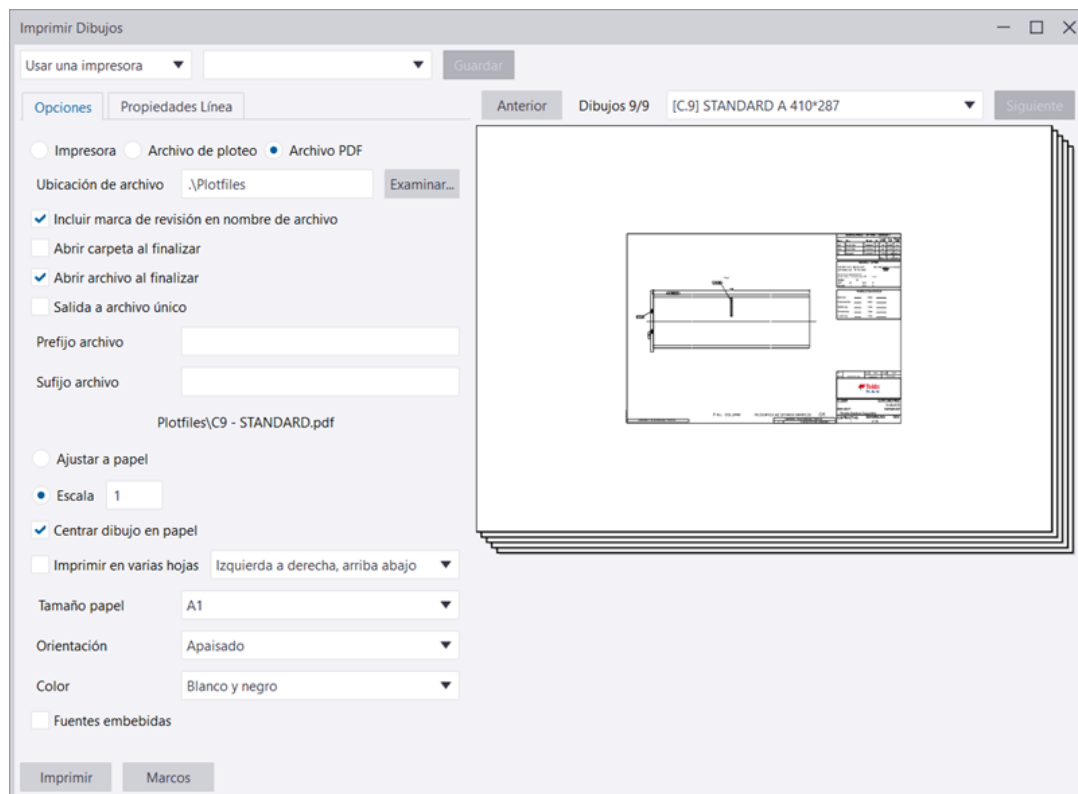 Imprimir Dibujos
Usar una impresora
Guardar
Opciones
Propiedades Línea
Anterior
Dibujos 9/9
[C.9] STANDARD A 410*287
Siguiente
Impresora
Archivo de ploteo
Archivo PDF
Ubicación de archivo
.\Plotfiles
Examinar...
Incluir marca de revisión en nombre de archivo
Abrir carpeta al finalizar
Abrir archivo al finalizar
Salida a archivo único
Prefijo archivo
Sufijo archivo
Plotfiles\C9 - STANDARD.pdf
Ajustar a papel
Escala
1
Centrar dibujo en papel
Imprimir en varias hojas
Izquierda a derecha, arriba abajo
Tamaño papel
A1
Orientación
Apaisado
Color
Blanco y negro
Fuentes embebidas
Imprimir
Marcos